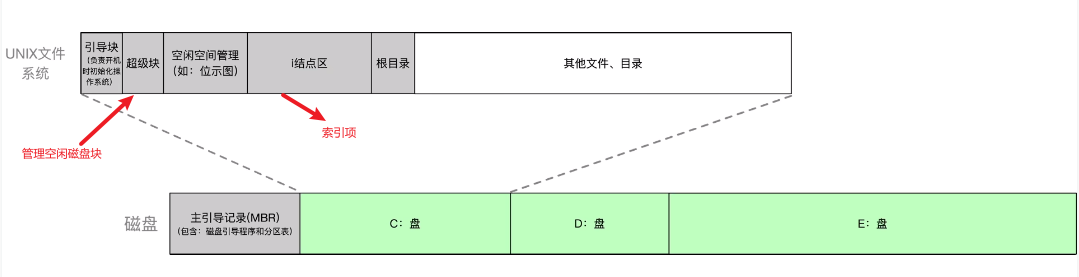 UNIX文件
系统
引导块
(负责开机
时初始化操
作系统)
超级块
空闲空间管理
(如：位示图)
i结点区
根目录
其他文件、目录
索引项
管理空闲磁盘块
磁盘
主引导记录(MBR)
(包含：磁盘引导程序和分区表)
C：盘
D：盘
E：盘